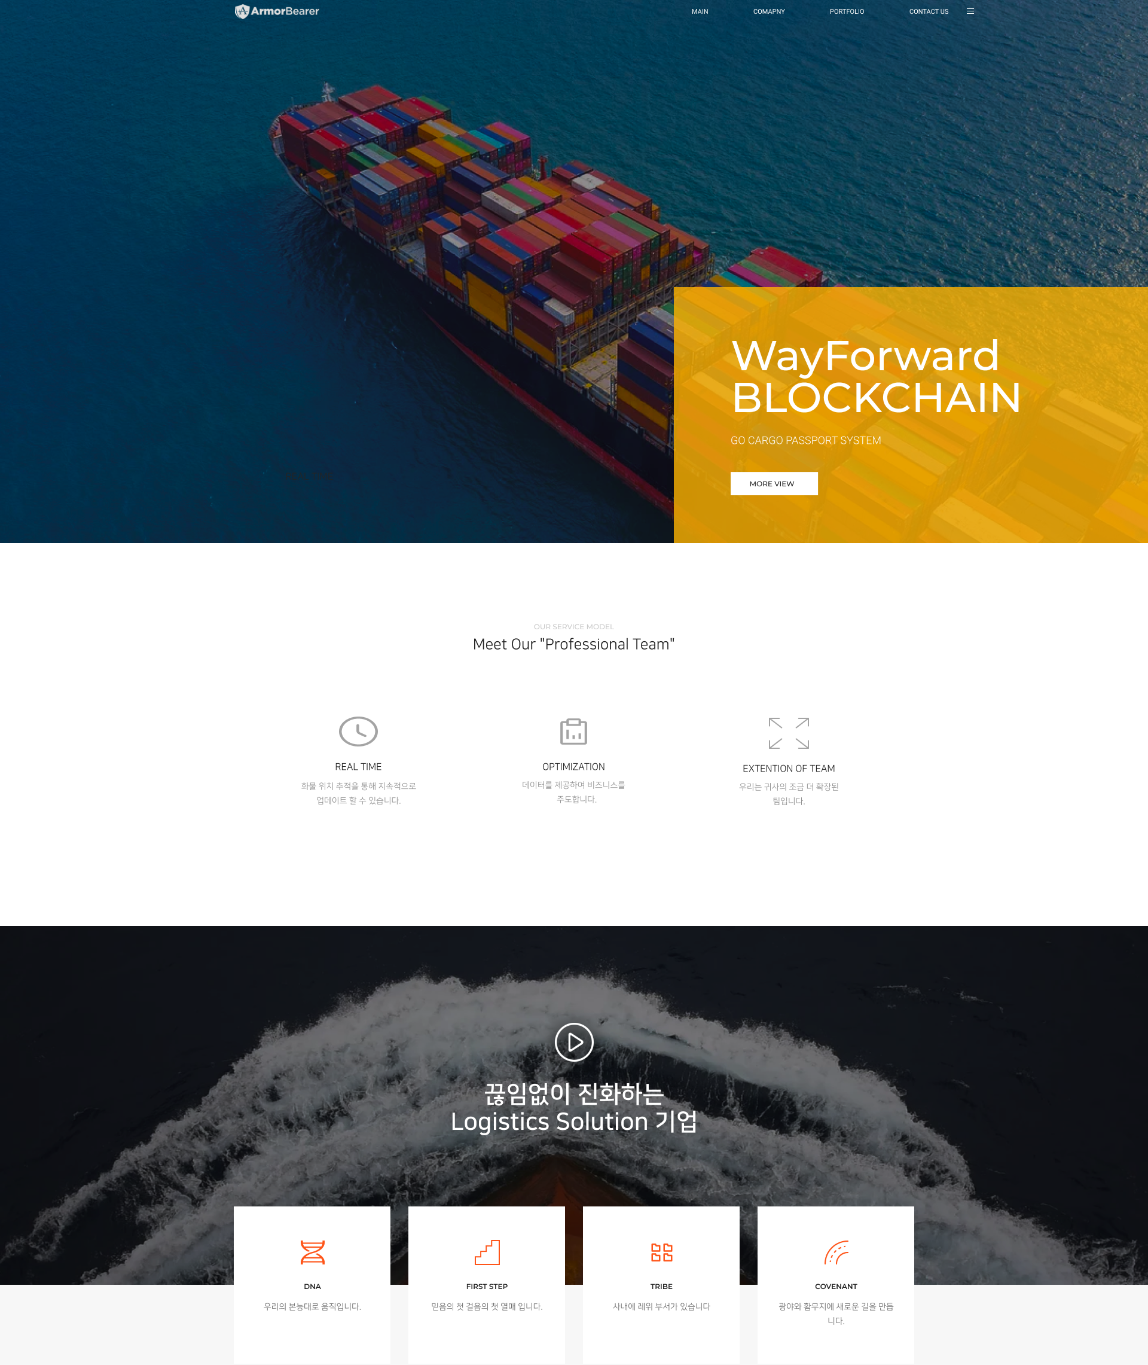 ArmorBearer
MAIN
COMAPNY
PORTFOLIO
CONTACT US
WayForward
BLOCKCHAIN
GO CARGO PASSPORT SYSTEM
MORE VIEW
OUR SERVICE MODEL
Meet Our "Professional Team"
REAL TIME
화물 위치 추적을 통해 지속적으로
업데이트 할 수 있습니다.
OPTIMIZATION
데이터를 제공하며 비즈니스를
주도합니다.
EXTENTION OF TEAM
우리는 귀사의 조금 더 확장된
팀입니다.
끊임없이 진화하는
Logistics Solution 기업
DNA
우리의 본능대로 움직입니다.
FIRST STEP
믿음의 첫 걸음의 첫 열매 입니다.
TRIBE
사내에 레위 부서가 있습니다
COVENANT
광야와 황무지에 새로운 길을 만듭
니다.